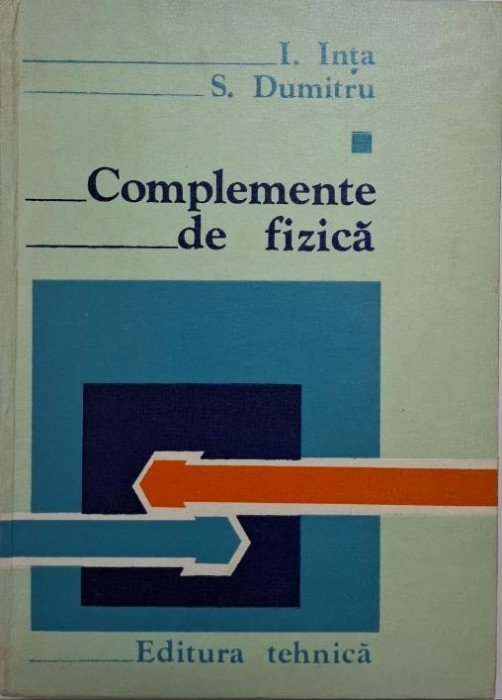 I. Ința
S. Dumitru
Complemente
de fizică
Editura tehnică